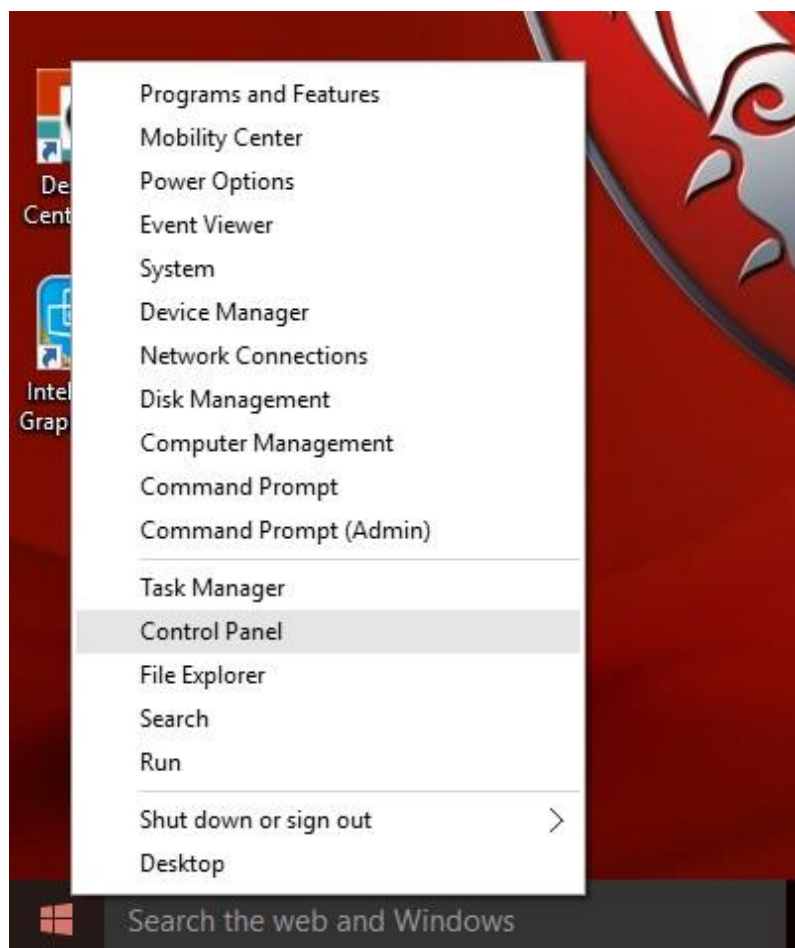 Programs and Features
Mobility Center
Power Options
Event Viewer
System
Device Manager
Network Connections
Disk Management
Computer Management
Command Prompt
Command Prompt (Admin)
Task Manager
Control Panel
File Explorer
Search
Run
Shut down or sign out
Desktop
Search the web and Windows